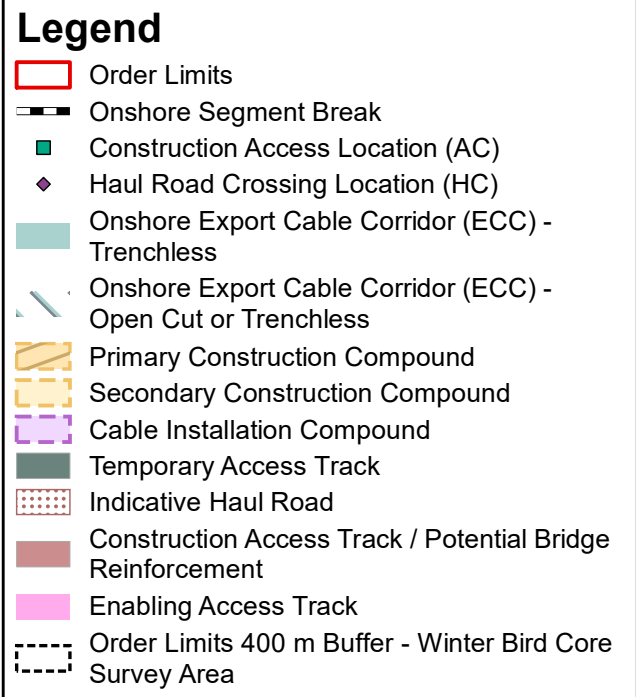 Legend
Order Limits
Onshore Segment Break
Construction Access Location (AC)
Haul Road Crossing Location (HC)
Onshore Export Cable Corridor (ECC) -
Trenchless
Onshore Export Cable Corridor (ECC) -
Open Cut or Trenchless
Primary Construction Compound
Secondary Construction Compound
Cable Installation Compound
Temporary Access Track
Indicative Haul Road
Construction Access Track / Potential Bridge
Reinforcement
Enabling Access Track
Order Limits 400 m Buffer - Winter Bird Core
Survey Area